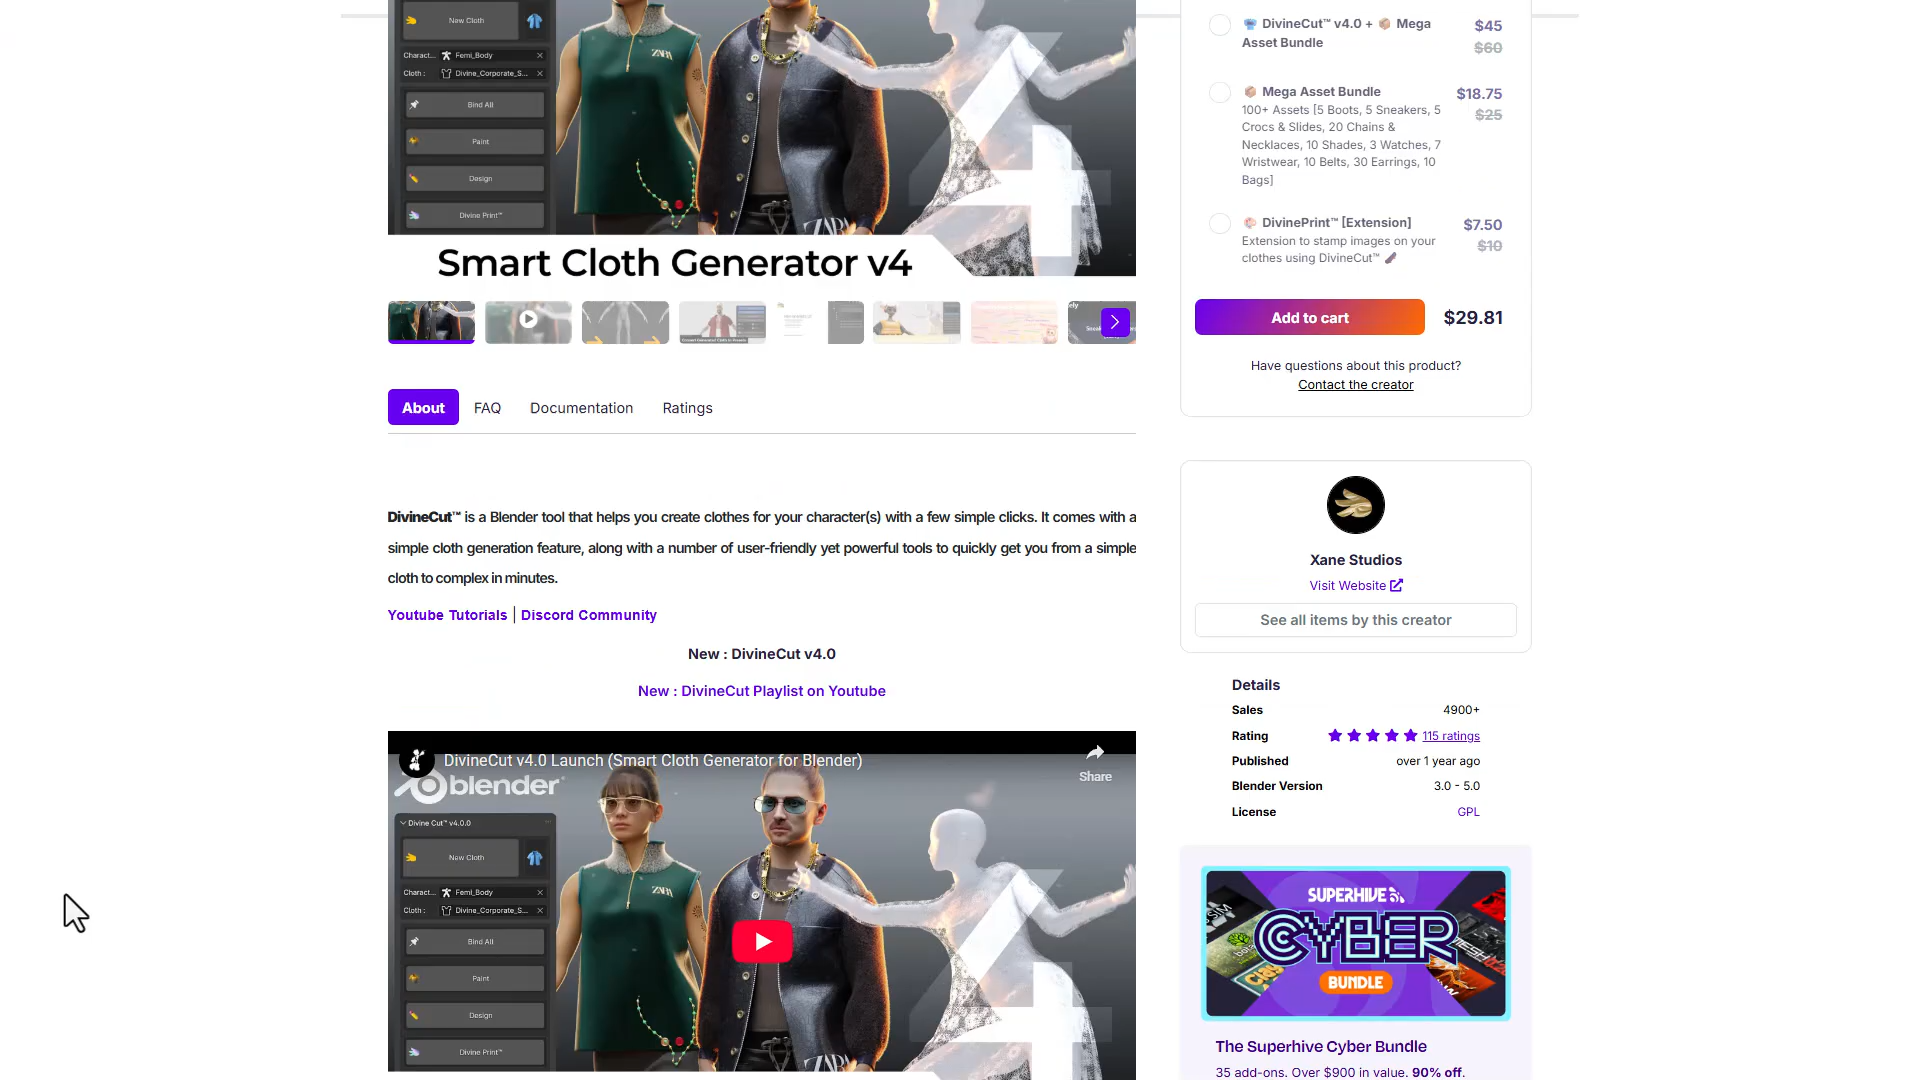 New Cloth
Charact... Femi_Body
Cloth : Divine_Corporate_S...
Bind All
Paint
Design
Divine Print™
ZARI
Smart Cloth Generator v4
About
FAQ
Documentation
Ratings
DivineCut™ is a Blender tool that helps you create clothes for your character(s) with a few simple clicks. It comes with a
simple cloth generation feature, along with a number of user-friendly yet powerful tools to quickly get you from a simple
cloth to complex in minutes.
Youtube Tutorials | Discord Community
New : DivineCut v4.0
New : DivineCut Playlist on Youtube
DivineCut v4.0 Launch (Smart Cloth Generator for Blender)
Share
blender
Divine Cut™ v4.0.0
New Cloth
Charact... Femi_Body
Cloth : Divine_Corporate_S...
Bind All
Paint
Design
Divine Print™
DivineCut™ v4.0 + Mega
Asset Bundle
$45
$60
Mega Asset Bundle
$18.75
$25
100+ Assets [5 Boots, 5 Sneakers, 5
Crocs & Slides, 20 Chains &
Necklaces, 10 Shades, 3 Watches, 7
Wristwear, 10 Belts, 30 Earrings, 10
Bags]
DivinePrint™ [Extension]
$7.50
$10
Extension to stamp images on your
clothes using DivineCut™
Add to cart
$29.81
Have questions about this product?
Contact the creator
Xane Studios
Visit Website
See all items by this creator
Details
Sales 4900+
Rating 115 ratings
Published over 1 year ago
Blender Version 3.0 - 5.0
License GPL
SUPERHIVE
CYBER
BUNDLE
The Superhive Cyber Bundle
35 add-ons. Over $900 in value. 90% off.